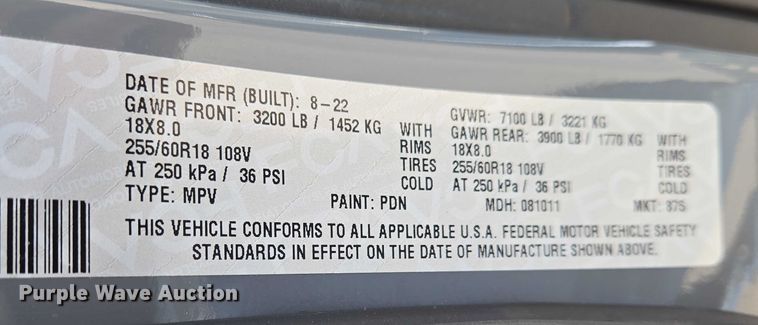 DATE OF MFR (BUILT): 8-22
GVWR: 7100 LB / 3221 KG
GAWR FRONT: 3200 LB / 1452 KG WITH
GAWR REAR: 3900 LB / 1770 KG WITH
18X8.0 RIMS
18X8.0 RIMS
255/60R18 108V TIRES
255/60R18 108V TIRES
AT 250 kPa / 36 PSI COLD
AT 250 kPa / 36 PSI COLD
TYPE: MPV PAINT: PDN MDH: 081011 MKT: 87S
THIS VEHICLE CONFORMS TO ALL APPLICABLE U.S.A. FEDERAL MOTOR VEHICLE SAFETY
STANDARDS IN EFFECT ON THE DATE OF MANUFACTURE SHOWN ABOVE.
Purple Wave Auction